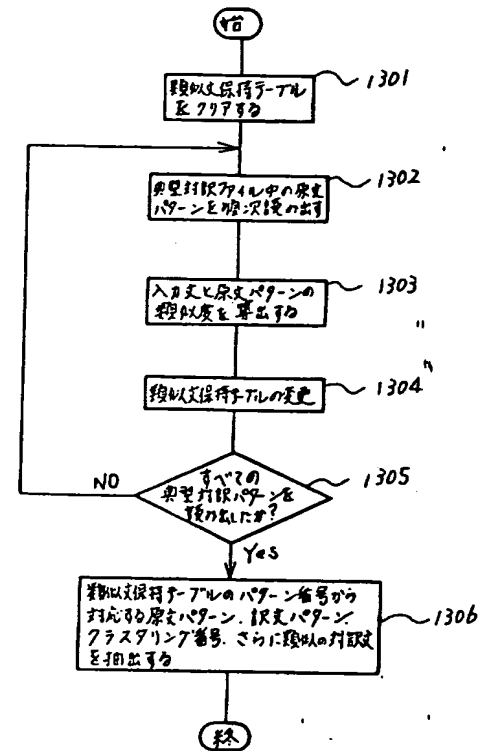 始
類似文保持テーブル
をクリアする
1301
典型対訳ファイル中の原文
パターンを順次読み出す
1302
入力文と原文パターンの
類似度を算出する
1303
類似文保持テーブルの変更
1304
すべての
典型対訳パターンを
読み出したか?
1305
NO
Yes
類似文保持テーブルのパターン番号から
対応する原文パターン、訳文パターン、
クラスタリング番号、さらに類似の対訳文
を抽出する
1306
終